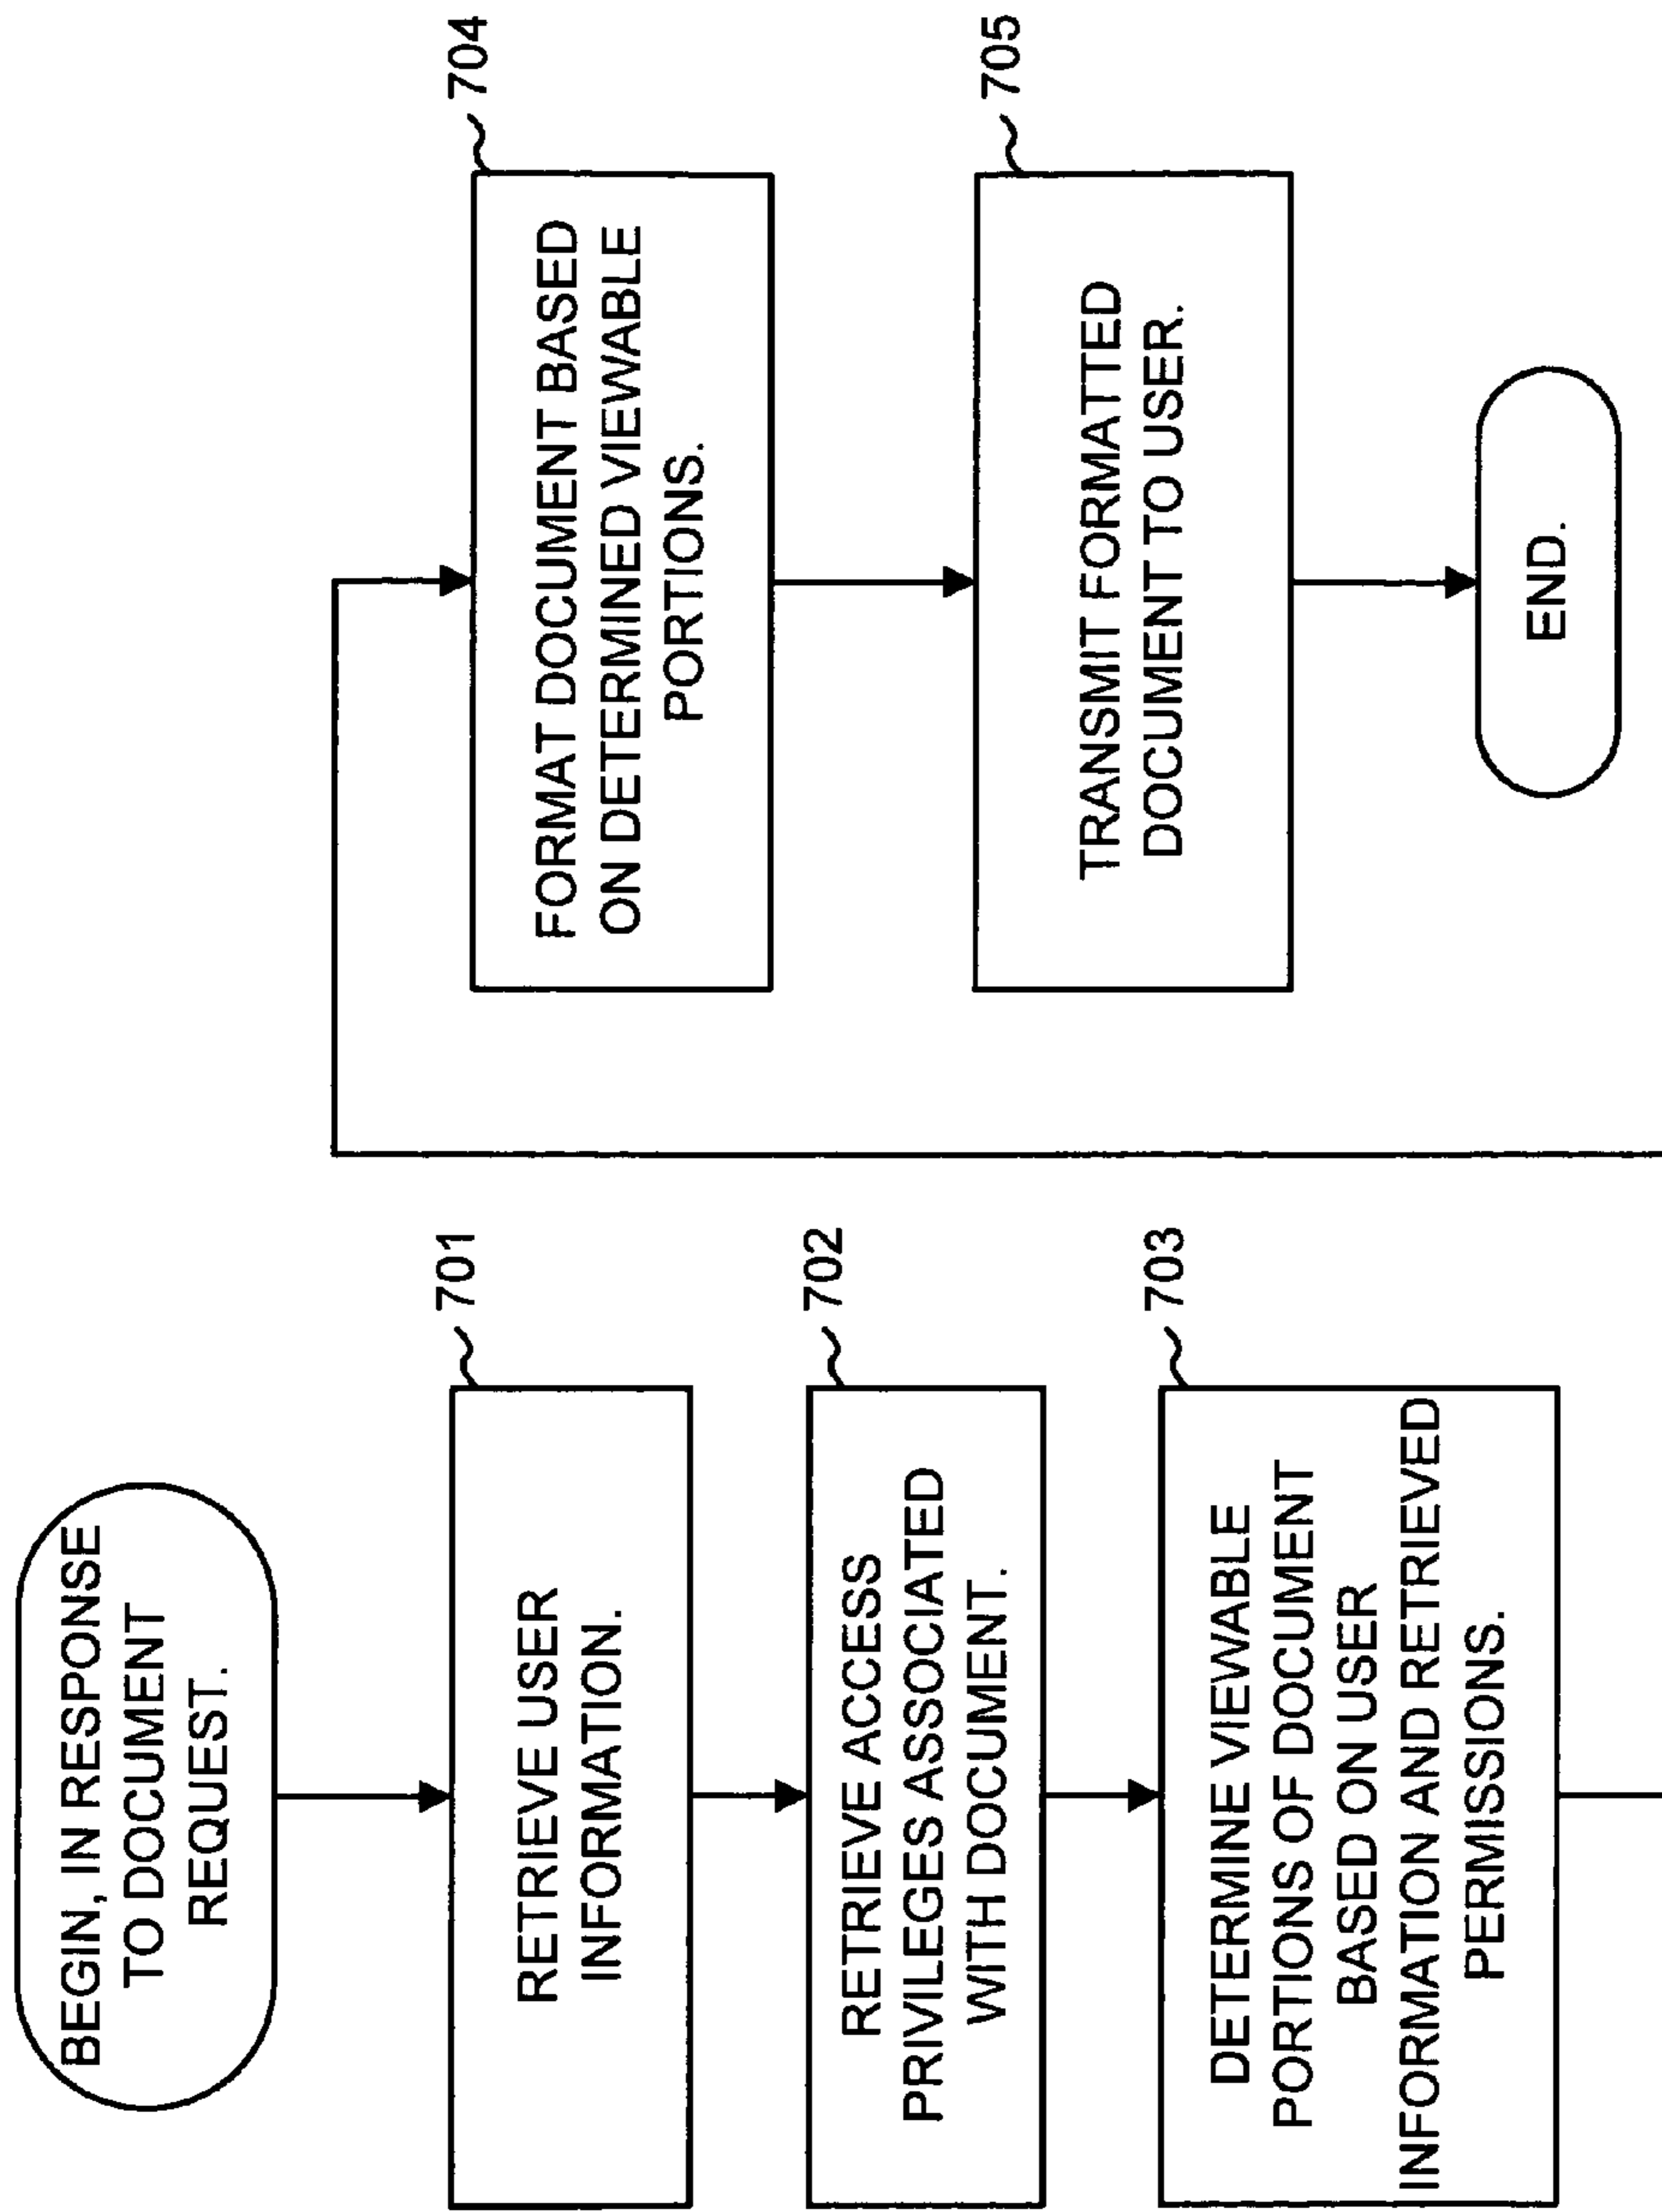 BEGIN, IN RESPONSE
TO DOCUMENT
REQUEST.
701
RETRIEVE USER
INFORMATION.
702
RETRIEVE ACCESS
PRIVILEGES ASSOCIATED
WITH DOCUMENT.
703
DETERMINE VIEWABLE
PORTIONS OF DOCUMENT
BASED ON USER
INFORMATION AND RETRIEVED
PERMISSIONS.
704
FORMAT DOCUMENT BASED
ON DETERMINED VIEWABLE
PORTIONS.
705
TRANSMIT FORMATTED
DOCUMENT TO USER.
END.